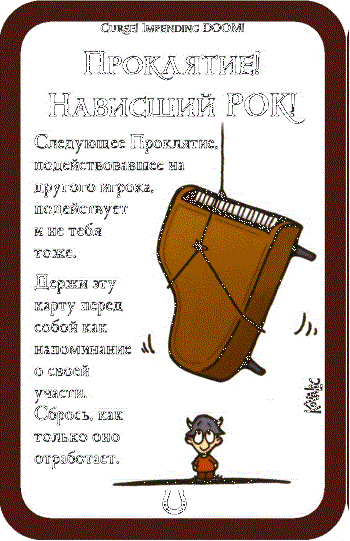 Curse! Impending DOOM!
Проклятие!
Нависший РОК!
Следующее Проклятие,
подействовавшее на
другого игрока,
подействует
и не тебя
тоже.
Держи эту
карту перед
собой как
напоминание
о своей
участи.
Сбрось, как
только оно
отработает.